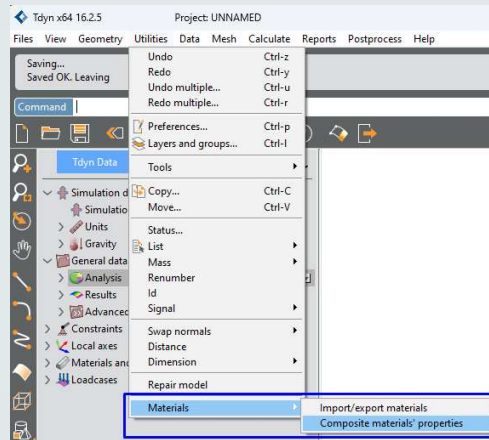 Tdyn x64 16.2.5 Project: UNNAMED
Files View Geometry Utilities Data Mesh Calculate Reports Postprocess Help
Saving...
Saved OK. Leaving
Command
Tdyn Data
Simulation d
Simulatio
Units
Gravity
General data
Analysis
Results
Advanced
Constraints
Local axes
Materials and
Loadcases
Undo Ctrl-z
Redo Ctrl-y
Undo multiple... Ctrl-u
Redo multiple... Ctrl-r
Preferences... Ctrl-p
Layers and groups... Ctrl-l
Tools
Copy... Ctrl-C
Move... Ctrl-V
Status...
List
Mass
Renumber
Id
Signal
Swap normals
Distance
Dimension
Repair model
Materials
Import/export materials
Composite materials' properties